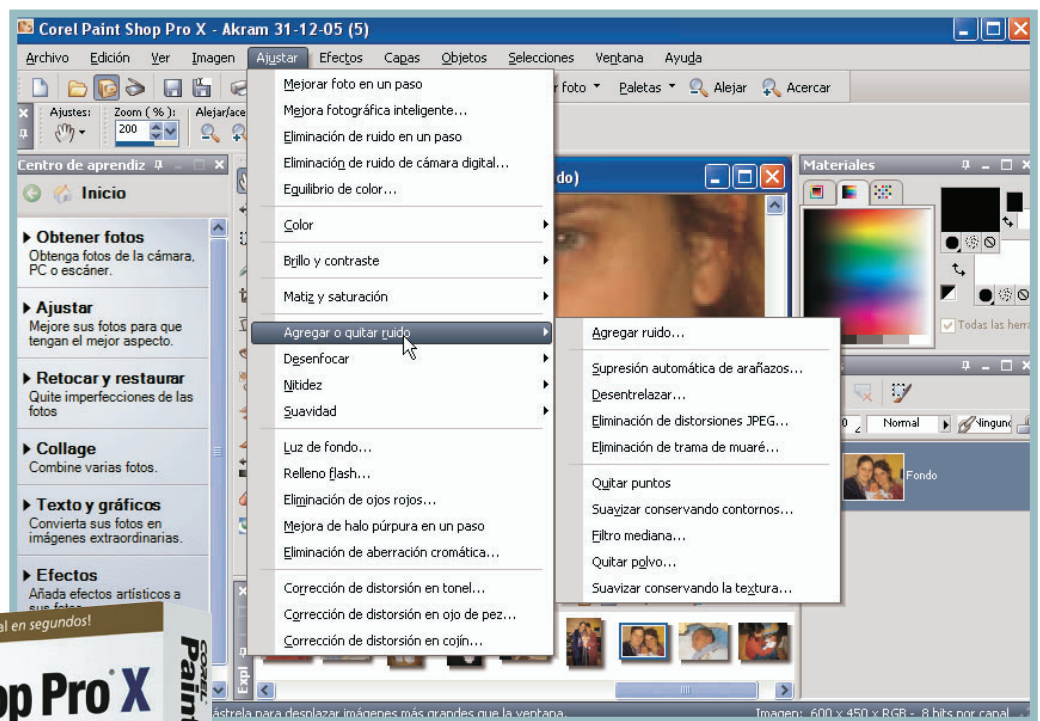 Corel Paint Shop Pro X - Akram 31-12-05 (5)
Archivo Edición Ver Imagen Ajustar Efectos Capas Objetos Selecciones Ventana Ayuda
foto Paletas Alejar Acercar
Ajustes: Zoom ( % ): Alejar/ace
200
Centro de aprendiz
Inicio
Obtener fotos
Obtenga fotos de la cámara,
PC o escáner.
Ajustar
Mejore sus fotos para que
tengan el mejor aspecto.
Retocar y restaurar
Quite imperfecciones de las
fotos
Collage
Combine varias fotos.
Texto y gráficos
Convierta sus fotos en
imágenes extraordinarias.
Efectos
Añada efectos artísticos a
sus fotos
Mejorar foto en un paso
Mejora fotográfica inteligente...
Eliminación de ruido en un paso
Eliminación de ruido de cámara digital...
Equilibrio de color...
Color
Brillo y contraste
Matiz y saturación
Agregar o quitar ruido
Desenfocar
Nitidez
Suavidad
Luz de fondo...
Relleno flash...
Eliminación de ojos rojos...
Mejora de halo púrpura en un paso
Eliminación de aberración cromática...
Corrección de distorsión en tonel...
Corrección de distorsión en ojo de pez...
Corrección de distorsión en cojín...
Agregar ruido...
Supresión automática de arañazos...
Desentrelazar...
Eliminación de distorsiones JPEG...
Eliminación de trama de muaré...
Quitar puntos
Suavizar conservando contornos...
Filtro mediana...
Quitar polvo...
Suavizar conservando la textura...
do)
Materiales
Todas las herra
Normal
Ninguno
Fondo
Expl
ástrela para desplazar imágenes más grandes que la ventana.
Imagen: 600 x 450 x RGB - 8 bits por canal
al en segundos!
op Pro X
COREL
Paint